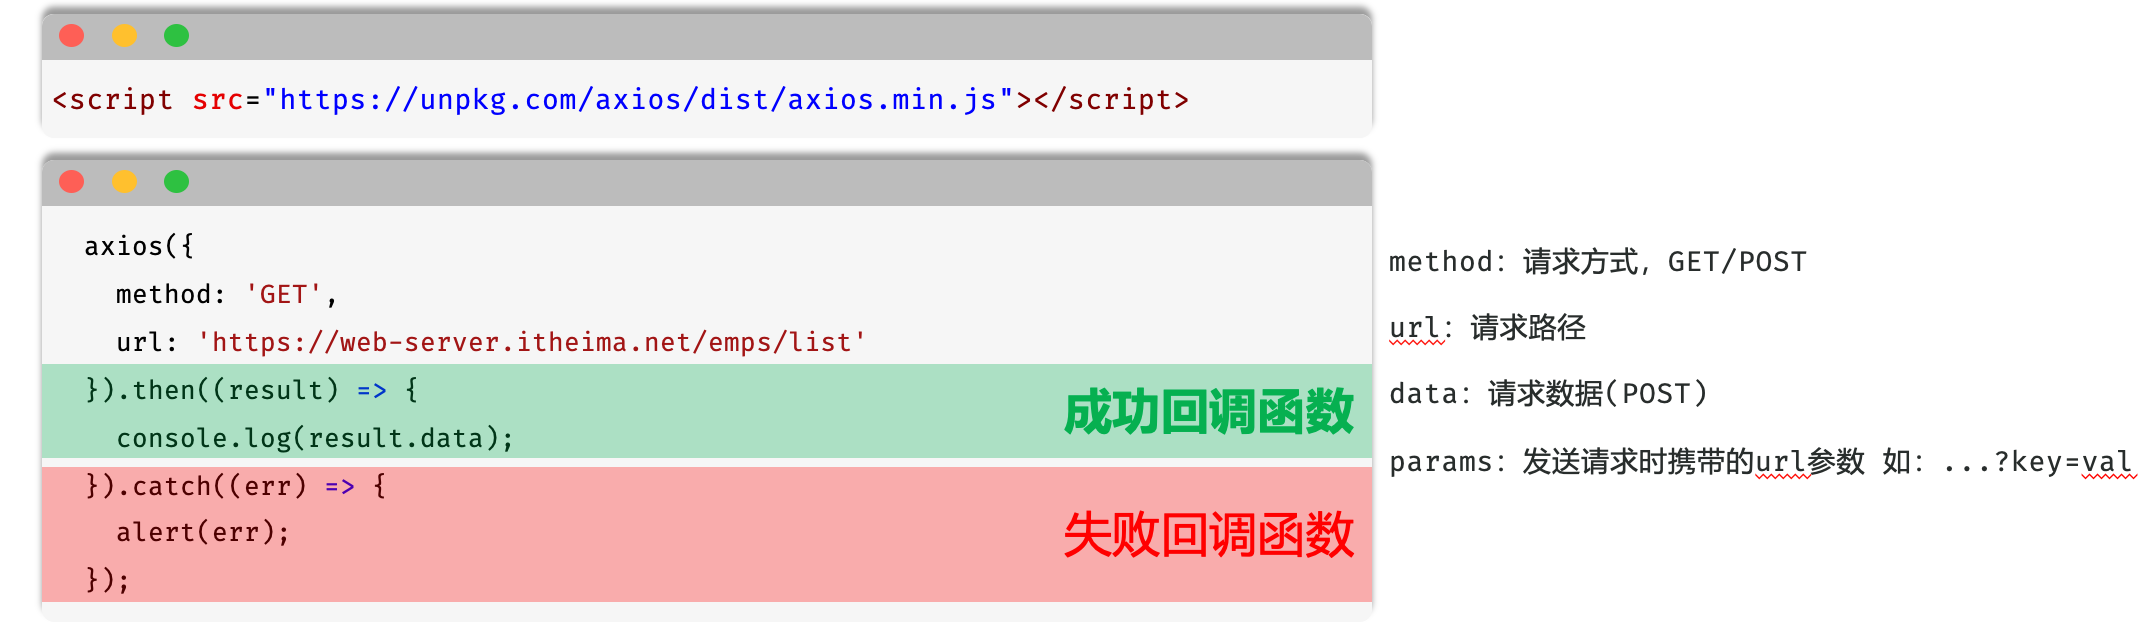 <script src="https://unpkg.com/axios/dist/axios.min.js"></script>
axios({
  method: 'GET',
  url: 'https://web-server.itheima.net/emps/list'
}).then((result) => {
  console.log(result.data);
}).catch((err) => {
  alert(err);
});
成功回调函数
失败回调函数
method：请求方式，GET/POST
url：请求路径
data：请求数据(POST)
params：发送请求时携带的url参数 如：...?key=val